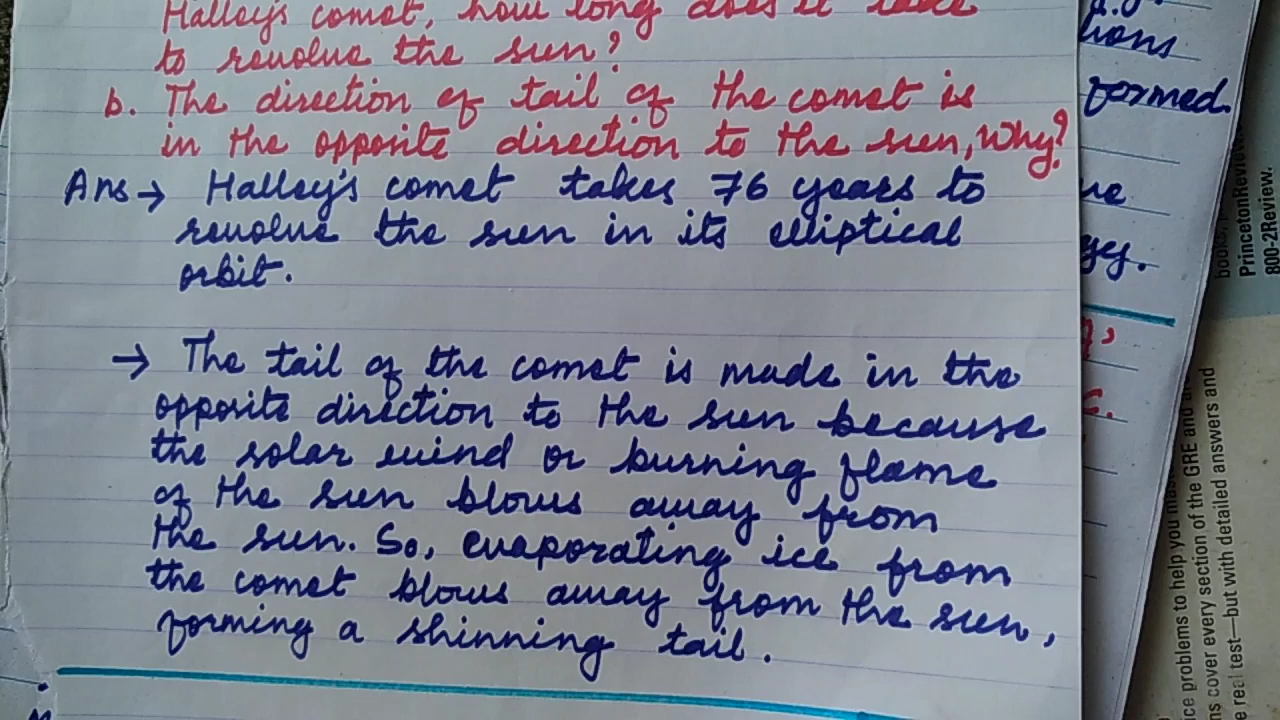 Halley's comet, how long does it take
to revolve the sun?
b. The direction of tail of the comet is
in the opposite direction to the sun, Why?
Ans → Halley's comet takes 76 years to
revolve the sun in its elliptical
orbit.
→ The tail of the comet is made in the
opposite direction to the sun because
the solar wind or burning flame
of the sun blows away from
the sun. So, evaporating ice from
the comet blows away from the sun,
forming a shinning tail.
formed.
PrincetonReview.
800-2Review.
ce problems to help you
ns cover every section of the GRE and
e real test—but with detailed answers and